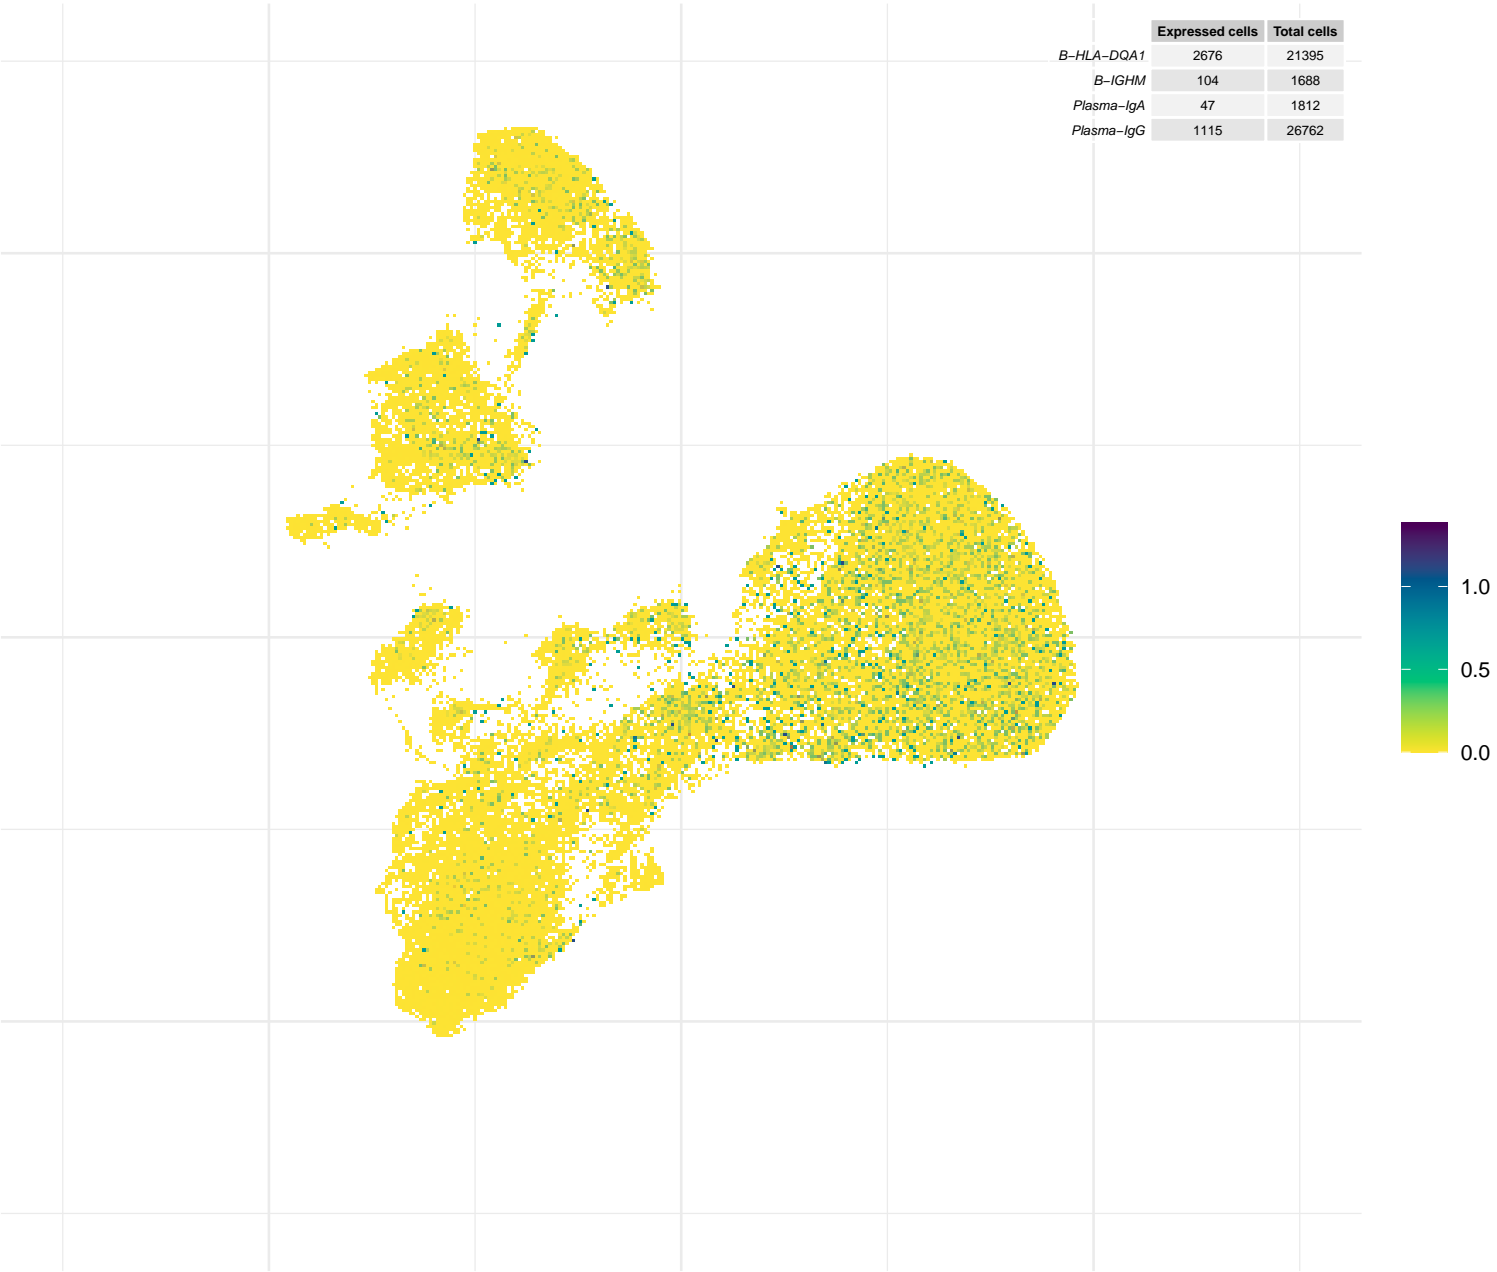 Expressed cells Total cells
B−HLA−DQA1 2676 21395
B−IGHM 104 1688
Plasma−IgA 47 1812
Plasma−IgG 1115 26762
1.0
0.5
0.0